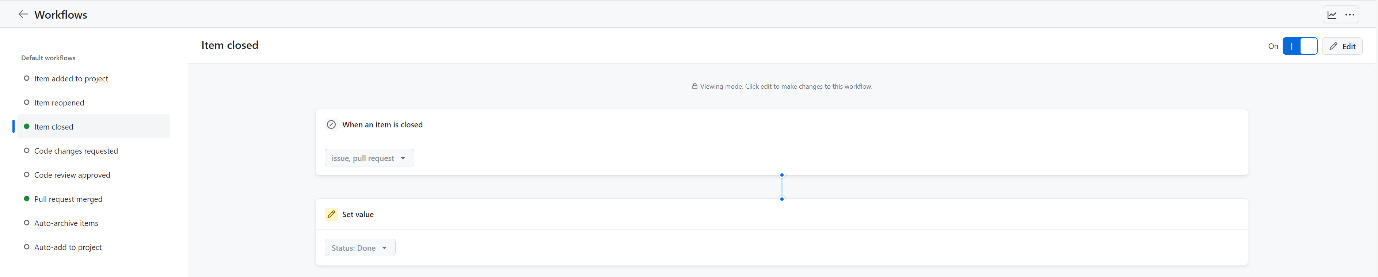 Workflows
Item closed
On
Edit
Default workflows
Item added to project
Item reopened
Item closed
Code changes requested
Code review approved
Pull request merged
Auto-archive items
Auto-add to project
Viewing mode. Click edit to make changes to this workflow.
When an item is closed
issue, pull request
Set value
Status: Done